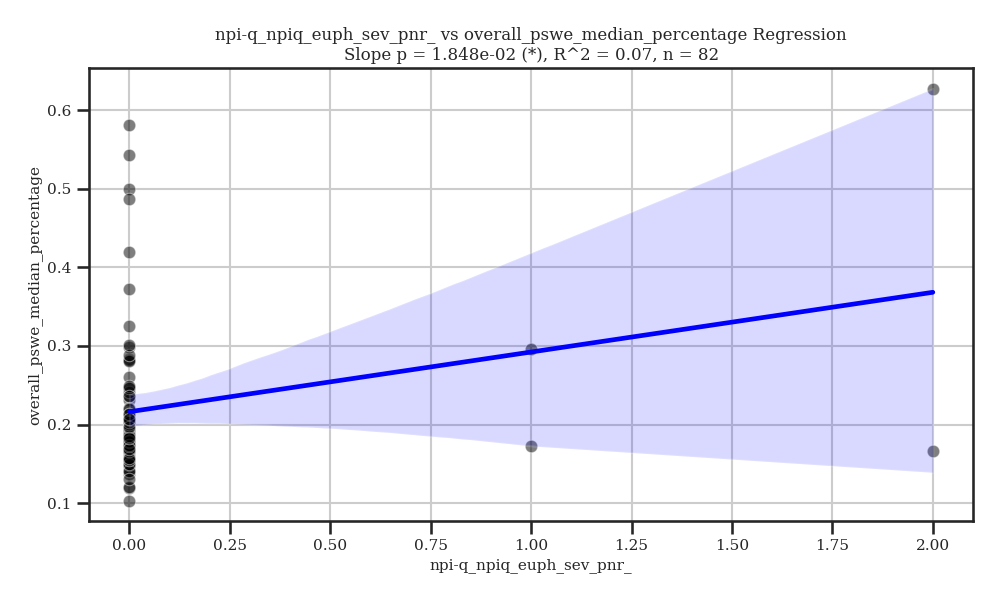 npi-q_npiq_euph_sev_pnr_ vs overall_pswe_median_percentage Regression
Slope p = 1.848e-02 (*), R^2 = 0.07, n = 82
overall_pswe_median_percentage
0.6
0.5
0.4
0.3
0.2
0.1
0.00 0.25 0.50 0.75 1.00 1.25 1.50 1.75 2.00
npi-q_npiq_euph_sev_pnr_